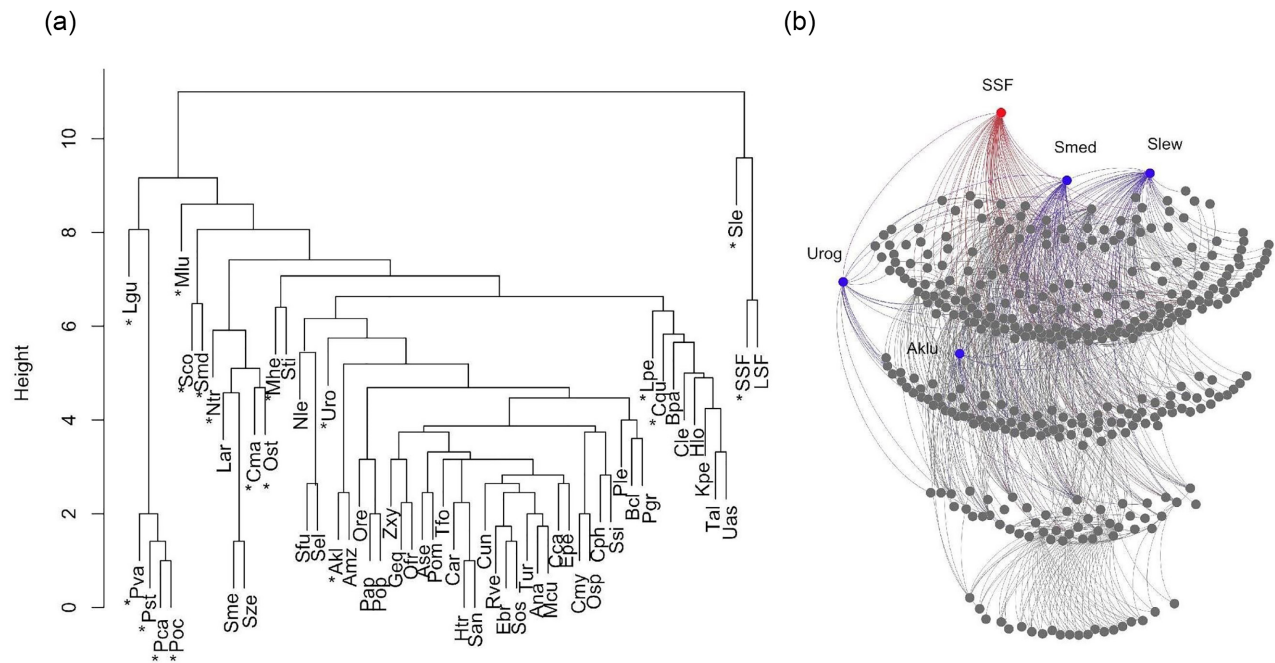 (a)
(b)
Height
10
8
6
4
2
0
* Lgu
*Pva
*Pst
*Pca
*Poc
*Mlu
*Sco
*Smd
*Ntr
Lar
Sme
Sze
*Cma
* Ost
*Mhe
Sti
Nle
Sfu
Sel
*Uro
*Akl
Amz
Ore
Pap
Pop
Zxy
Geq
Ofr
Ase
Pom
Tfo
Car
Htr
San
Cun
Rve
Ebr
Sos
Tur
Ana
Mcu
Cca
Epe
Cmy
Osp
Cph
Ssi
Ple
Bcl
Pgr
*Lpe
*Cqu
Bpa
Cle
Hlo
Kpe
Tal
Uas
* Sle
*SSF
LSF
SSF
Smed
Slew
Urog
Aklu